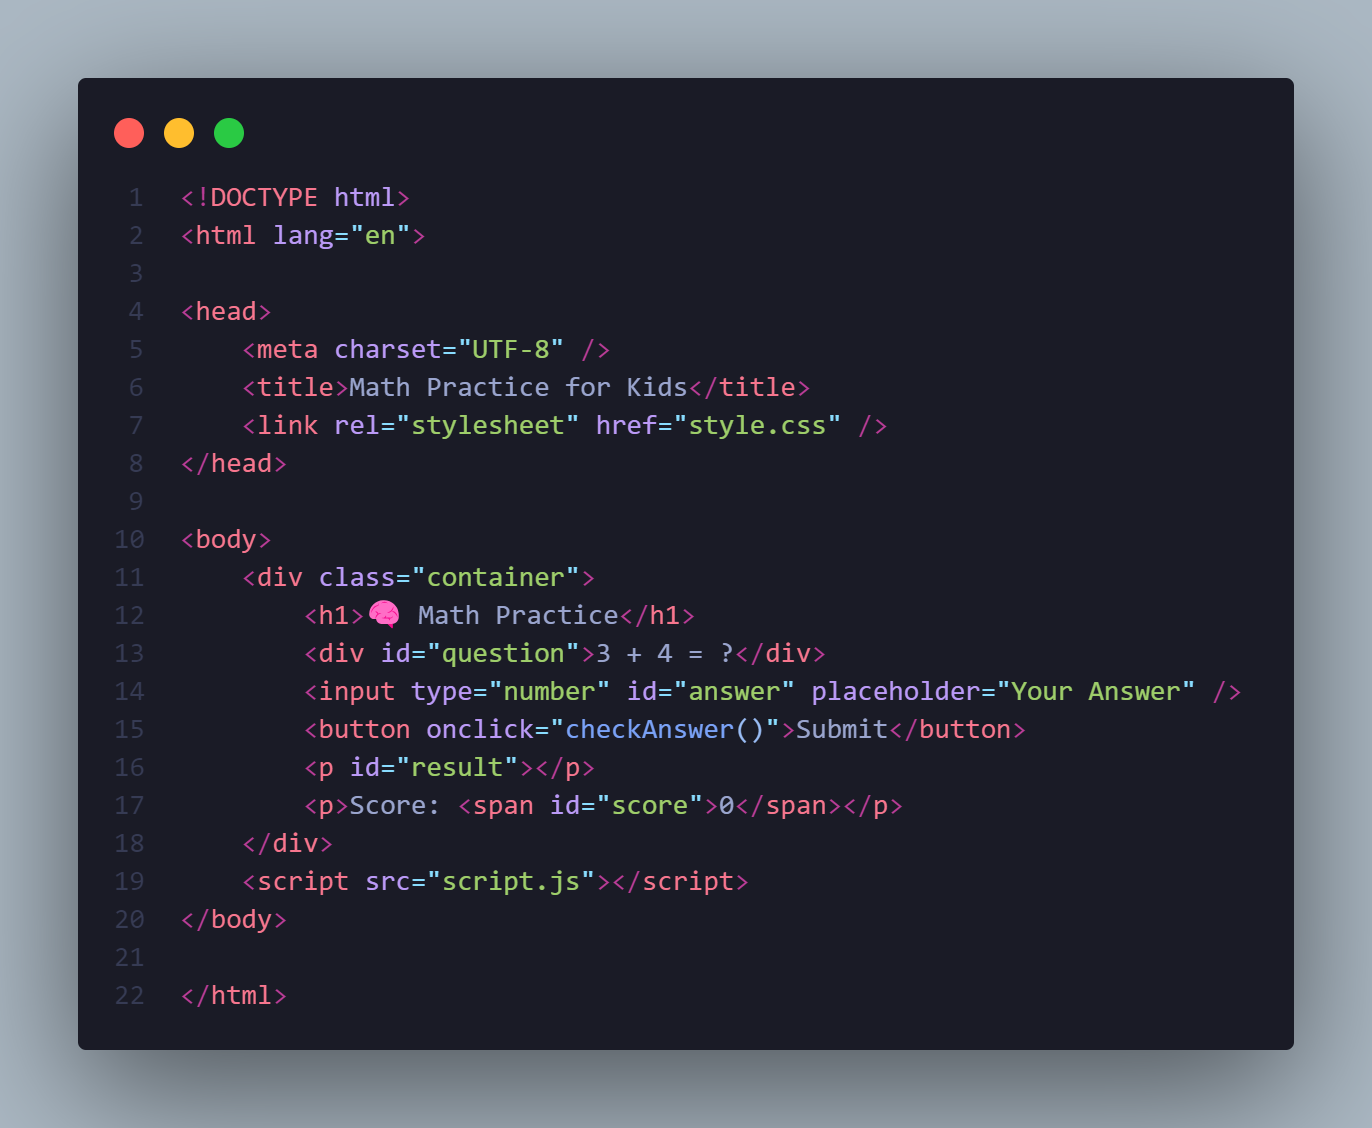 1 <!DOCTYPE html>
2 <html lang="en">
3
4 <head>
5     <meta charset="UTF-8" />
6     <title>Math Practice for Kids</title>
7     <link rel="stylesheet" href="style.css" />
8 </head>
9
10 <body>
11     <div class="container">
12         <h1>🧠 Math Practice</h1>
13         <div id="question">3 + 4 = ?</div>
14         <input type="number" id="answer" placeholder="Your Answer" />
15         <button onclick="checkAnswer()">Submit</button>
16         <p id="result"></p>
17         <p>Score: <span id="score">0</span></p>
18     </div>
19     <script src="script.js"></script>
20 </body>
21
22 </html>